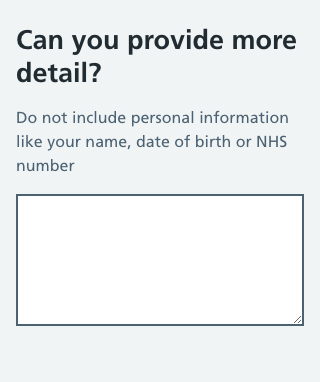 Can you provide more
detail?
Do not include personal information
like your name, date of birth or NHS
number